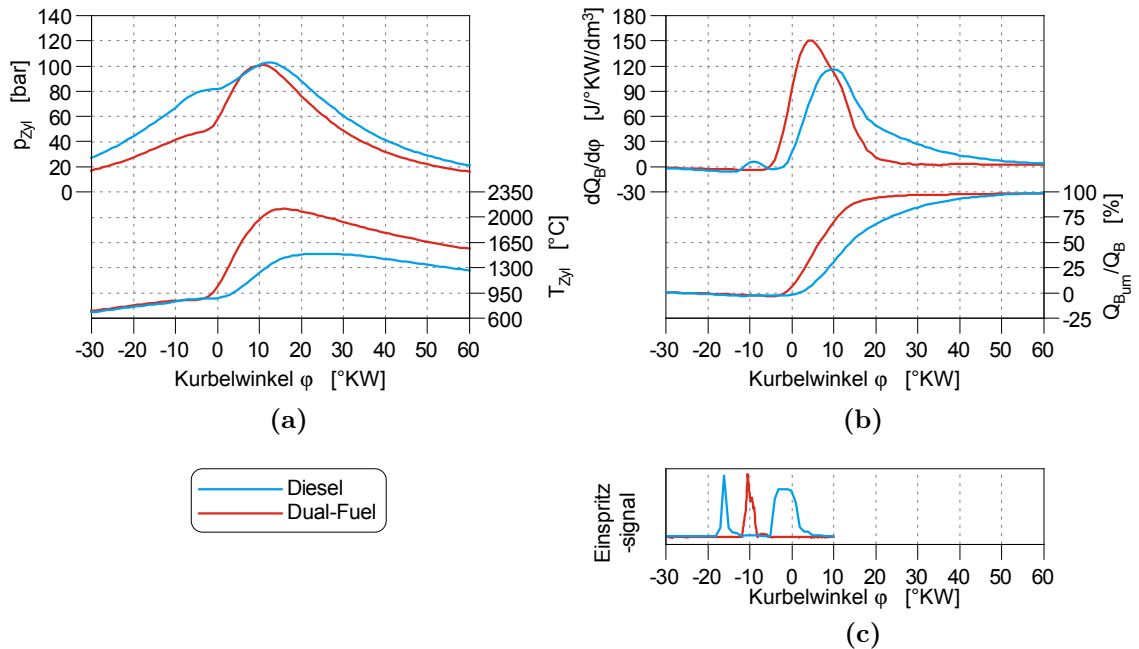 140
120
100
80
60
40
20
0
p_Zyl [bar]
2350
2000
1650
1300
950
600
T_Zyl [°C]
-30 -20 -10 0 10 20 30 40 50 60
Kurbelwinkel φ [°KW]
(a)
180
150
120
90
60
30
0
-30
dQ_B/dφ [J/°KW/dm³]
100
75
50
25
0
-25
Q_B_um/Q_B [%]
-30 -20 -10 0 10 20 30 40 50 60
Kurbelwinkel φ [°KW]
(b)
Diesel
Dual-Fuel
Einspritz
-signal
-30 -20 -10 0 10 20 30 40 50 60
Kurbelwinkel φ [°KW]
(c)